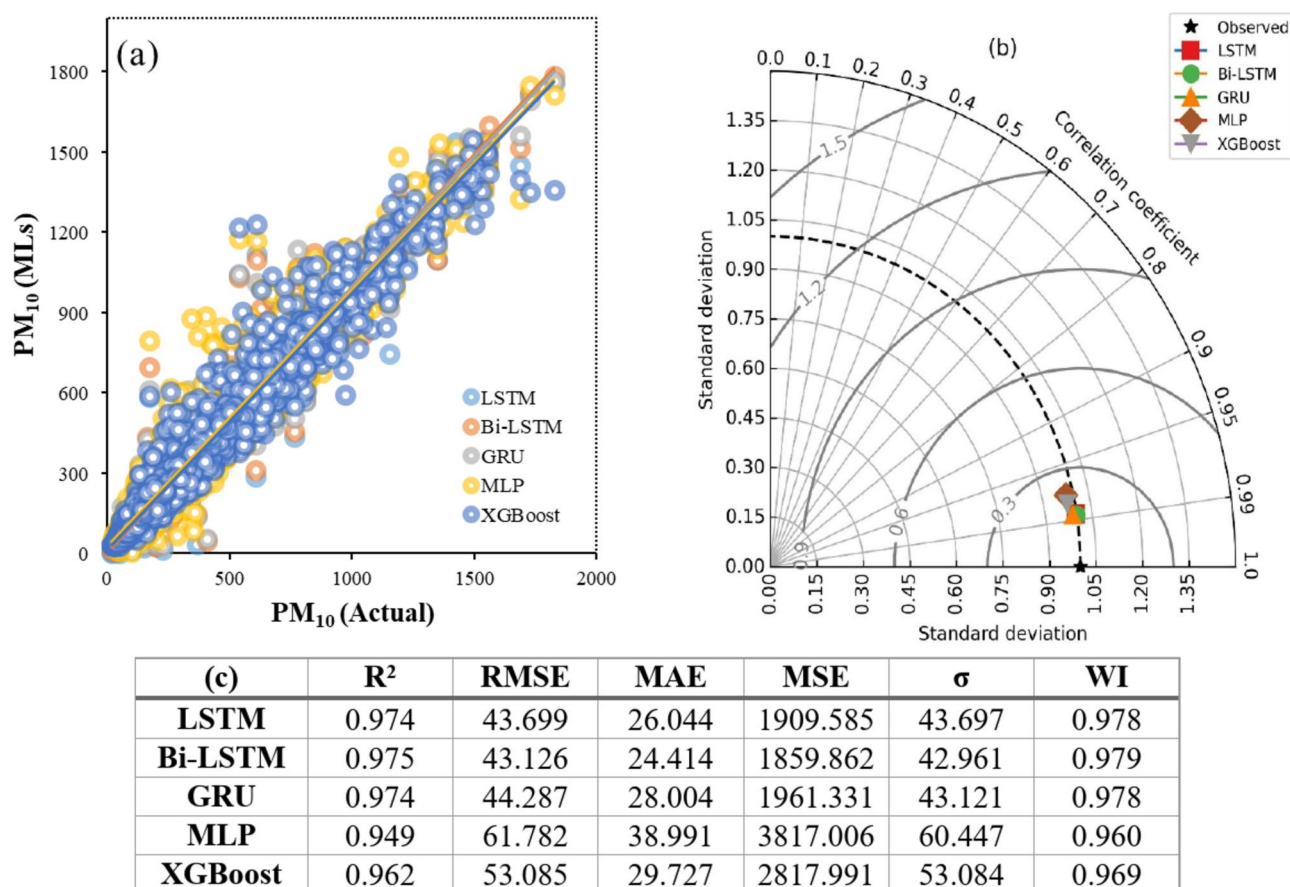 (a)
PM₁₀ (MLs)
1800
1500
1200
900
600
300
0
LSTM
Bi-LSTM
GRU
MLP
XGBoost
0 500 1000 1500 2000
PM₁₀ (Actual)
(b)
Observed
LSTM
Bi-LSTM
GRU
MLP
XGBoost
0.0 0.1 0.2 0.3 0.4 0.5 0.6 0.7 0.8 0.9 0.95 0.99 1.0
Correlation coefficient
Standard deviation
1.35
1.20
1.05
0.90
0.75
0.60
0.45
0.30
0.15
0.00
1.5
1.2
0.9
0.6
0.3
0.00 0.15 0.30 0.45 0.60 0.75 0.90 1.05 1.20 1.35
Standard deviation
(c) R² RMSE MAE MSE σ WI
LSTM 0.974 43.699 26.044 1909.585 43.697 0.978
Bi-LSTM 0.975 43.126 24.414 1859.862 42.961 0.979
GRU 0.974 44.287 28.004 1961.331 43.121 0.978
MLP 0.949 61.782 38.991 3817.006 60.447 0.960
XGBoost 0.962 53.085 29.727 2817.991 53.084 0.969